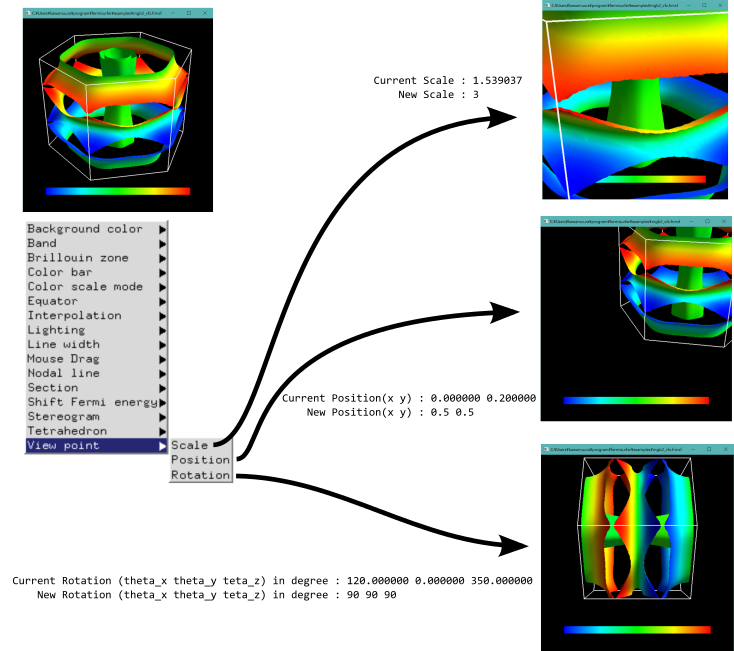 Current Scale : 1.539037
New Scale : 3
Background color
Band
Brillouin zone
Color bar
Color scale mode
Equator
Interpolation
Lighting
Line width
Mouse Drag
Nodal line
Section
Shift Fermi energy
Stereogram
Tetrahedron
View point
Scale
Position
Rotation
Current Position(x y) : 0.000000 0.200000
New Position(x y) : 0.5 0.5
Current Rotation (theta_x theta_y teta_z) in degree : 120.000000 0.000000 350.000000
New Rotation (theta_x theta_y teta_z) in degree : 90 90 90